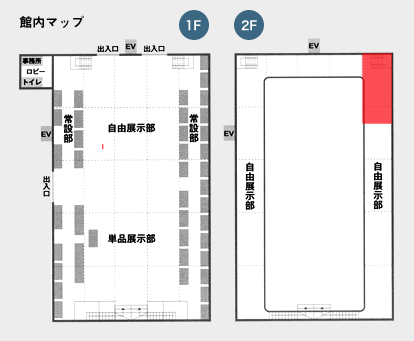 館内マップ
1F
2F
出入口
EV
出入口
EV
事務所
ロビー
トイレ
常設部
自由展示部
常設部
EV
EV
出入口
自由展示部
自由展示部
単品展示部